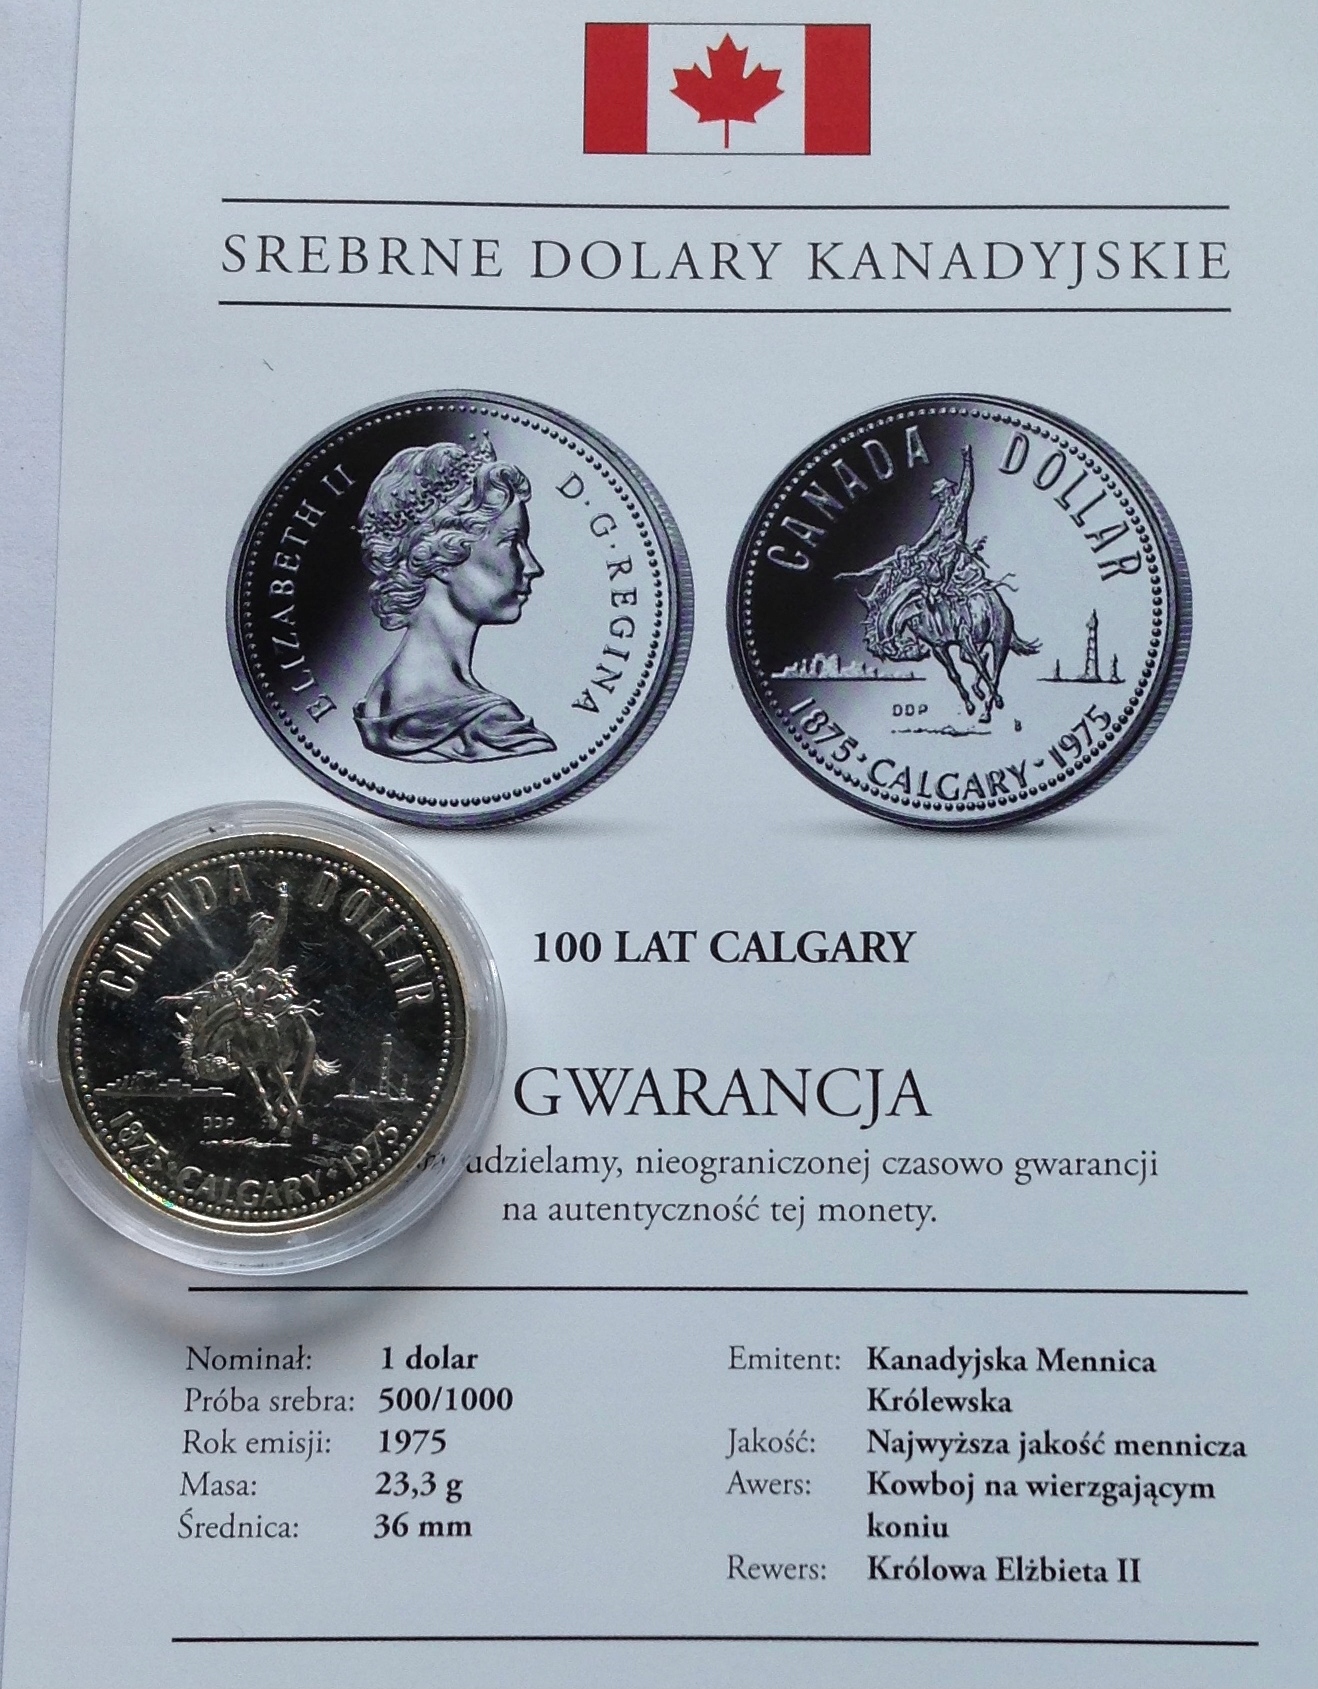 SREBRNE DOLARY KANADYJSKIE
ELIZABETH II D·G·REGINA
CANADA DOLLAR
DDP B
1875·CALGARY·1975
CANADA DOLLAR
DDP B
1875·CALGARY·1975
100 LAT CALGARY
GWARANCJA
udzielamy, nieograniczonej czasowo gwarancji
na autentyczność tej monety.
Nominał: 1 dolar
Próba srebra: 500/1000
Rok emisji: 1975
Masa: 23,3 g
Średnica: 36 mm
Emitent: Kanadyjska Mennica
Królewska
Jakość: Najwyższa jakość mennicza
Awers: Kowboj na wierzgającym
koniu
Rewers: Królowa Elżbieta II